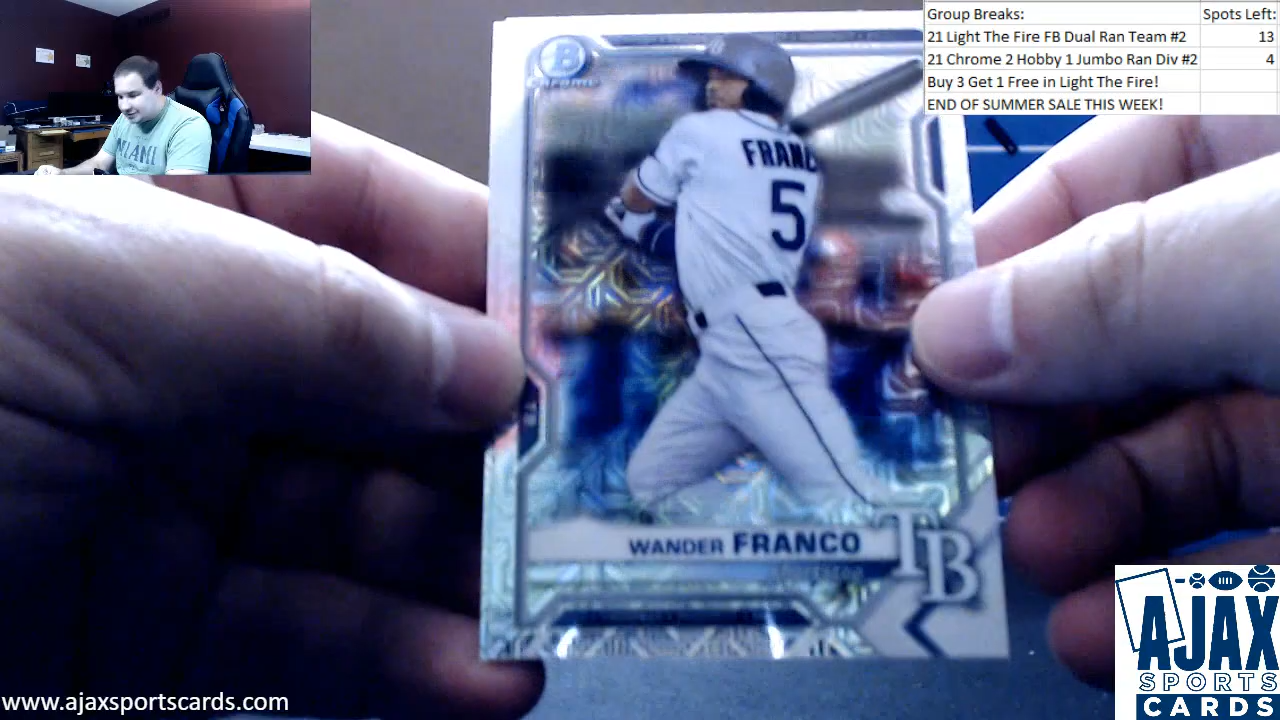 Group Breaks: Spots Left:
21 Light The Fire FB Dual Ran Team #2 13
21 Chrome 2 Hobby 1 Jumbo Ran Div #2 4
Buy 3 Get 1 Free in Light The Fire!
END OF SUMMER SALE THIS WEEK!
B
CHROME
FRANC
5
WANDER FRANCO
TB
MIAMI
AJAX
SPORTS
CARDS
www.ajaxsportscards.com